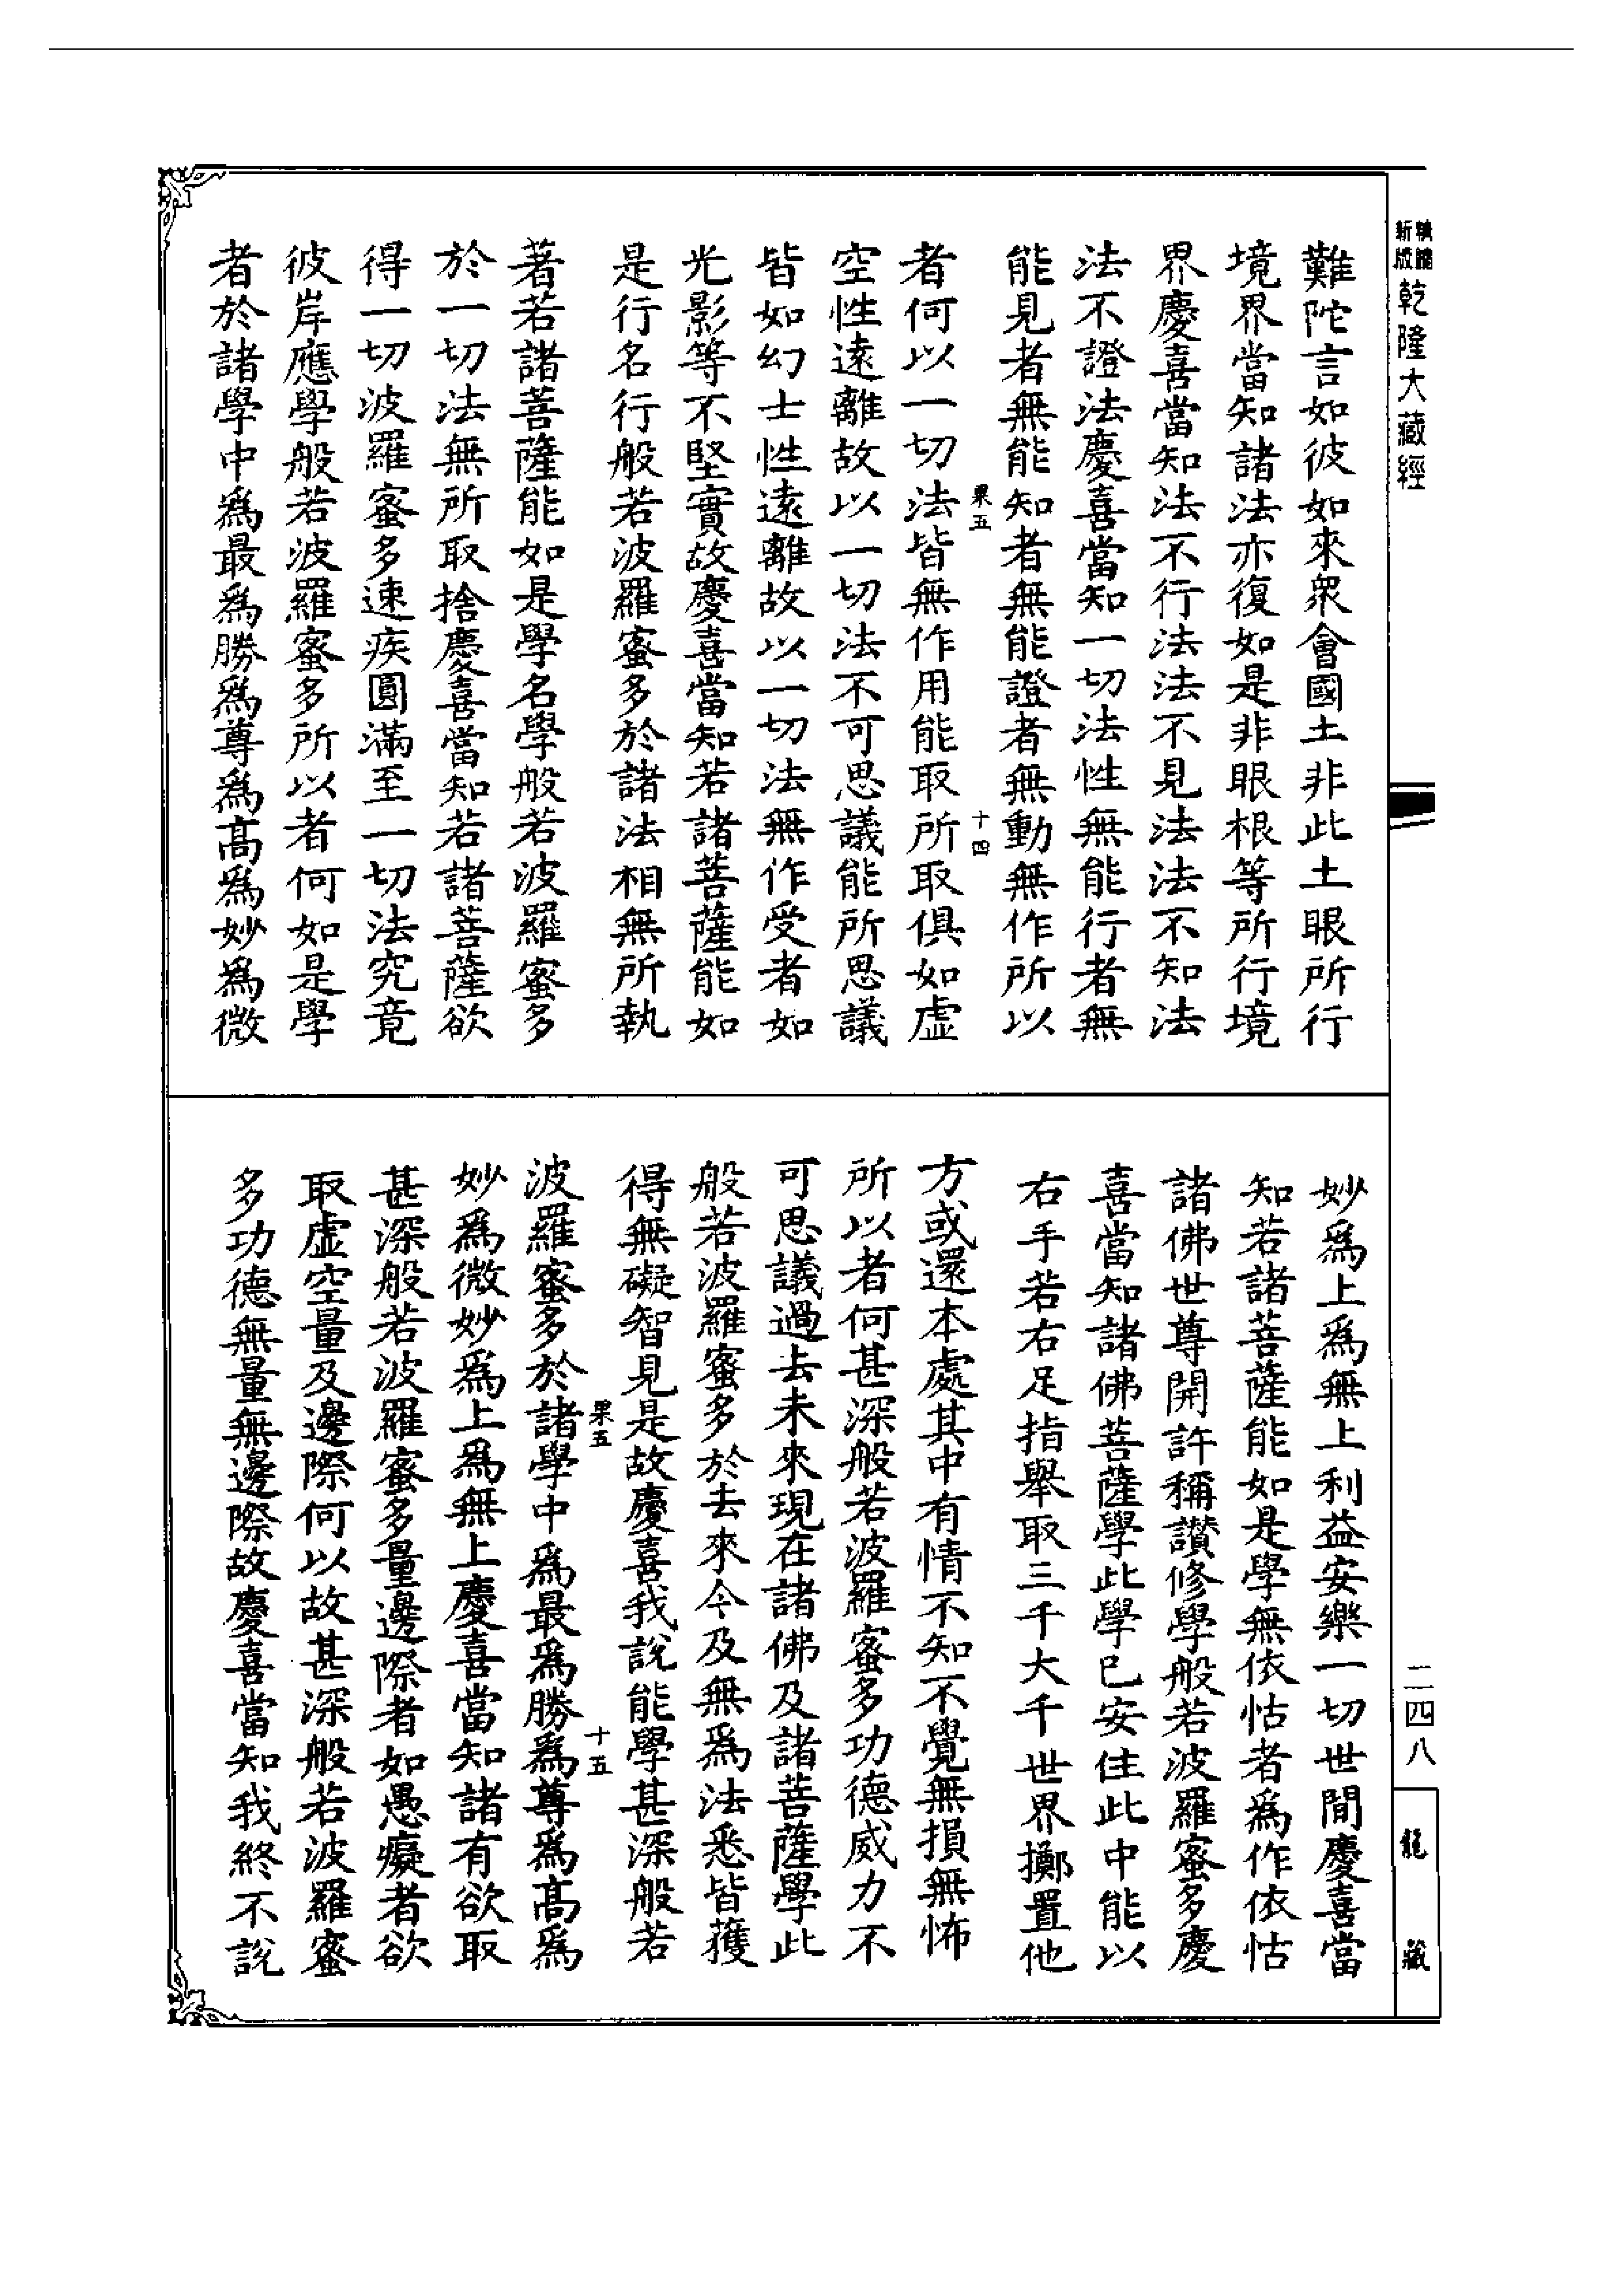 新版
乾隆大藏經
難陀言如彼如來眾會國土非此土眼所行
境界當知諸法亦復如是非眼根等所行境
界慶喜當知法不行法法不見法法不知法
法不證法慶喜當知一切法性無能行者無
能見者無能知者無能證者無動無作所以
果五
十四
者何以一切法皆無作用能取所取俱如虛
空性遠離故以一切法不可思議能所思議
皆如幻士性遠離故以一切法無作受者如
光影等不堅實故慶喜當知若諸菩薩能如
是行名行般若波羅蜜多於諸法相無所執
著若諸菩薩能如是學名學般若波羅蜜多
於一切法無所取捨慶喜當知若諸菩薩欲
得一切波羅蜜多速疾圓滿至一切法究竟
彼岸應學般若波羅蜜多所以者何如是學
者於諸學中為最為勝為尊為高為妙為微
妙為上為無上利益安樂一切世間慶喜當
知若諸菩薩能如是學無依怙者為作依怙
諸佛世尊開許稱讚修學般若波羅蜜多慶
喜當知諸佛菩薩學此學已安住此中能以
右手若右足指舉取三千大千世界擲置他
方或還本處其中有情不知不覺無損無怖
所以者何甚深般若波羅蜜多功德威力不
可思議過去未來現在諸佛及諸菩薩學此
般若波羅蜜多於去來今及無為法悉皆獲
得無礙智見是故慶喜我說能學甚深般若
果五
十五
波羅蜜多於諸學中為最為勝為尊為高為
妙為微妙為上為無上慶喜當知諸有欲取
甚深般若波羅蜜多量邊際者如愚癡者欲
取虛空量及邊際何以故甚深般若波羅蜜
多功德無量無邊際故慶喜當知我終不說
二四八
龍藏